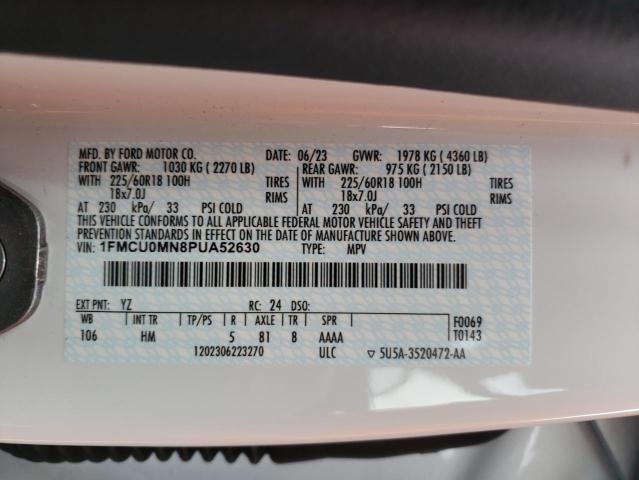 MFD. BY FORD MOTOR CO. DATE: 06/23 GVWR: 1978 KG ( 4360 LB)
FRONT GAWR: 1030 KG ( 2270 LB) REAR GAWR: 975 KG ( 2150 LB)
WITH 225/60R18 100H TIRES WITH 225/60R18 100H TIRES
18x7.0J RIMS 18x7.0J RIMS
AT 230 kPa/ 33 PSI COLD AT 230 kPa/ 33 PSI COLD
THIS VEHICLE CONFORMS TO ALL APPLICABLE FEDERAL MOTOR VEHICLE SAFETY AND THEFT
PREVENTION STANDARDS IN EFFECT ON THE DATE OF MANUFACTURE SHOWN ABOVE.
VIN: 1FMCU0MN8PUA52630 TYPE: MPV
EXT PNT: YZ RC: 24 DSO:
WB INT TR TP/PS R AXLE TR SPR F0069
106 HM 5 81 8 AAAA T0143
1202306223270 ULC ▽ 5U5A-3520472-AA